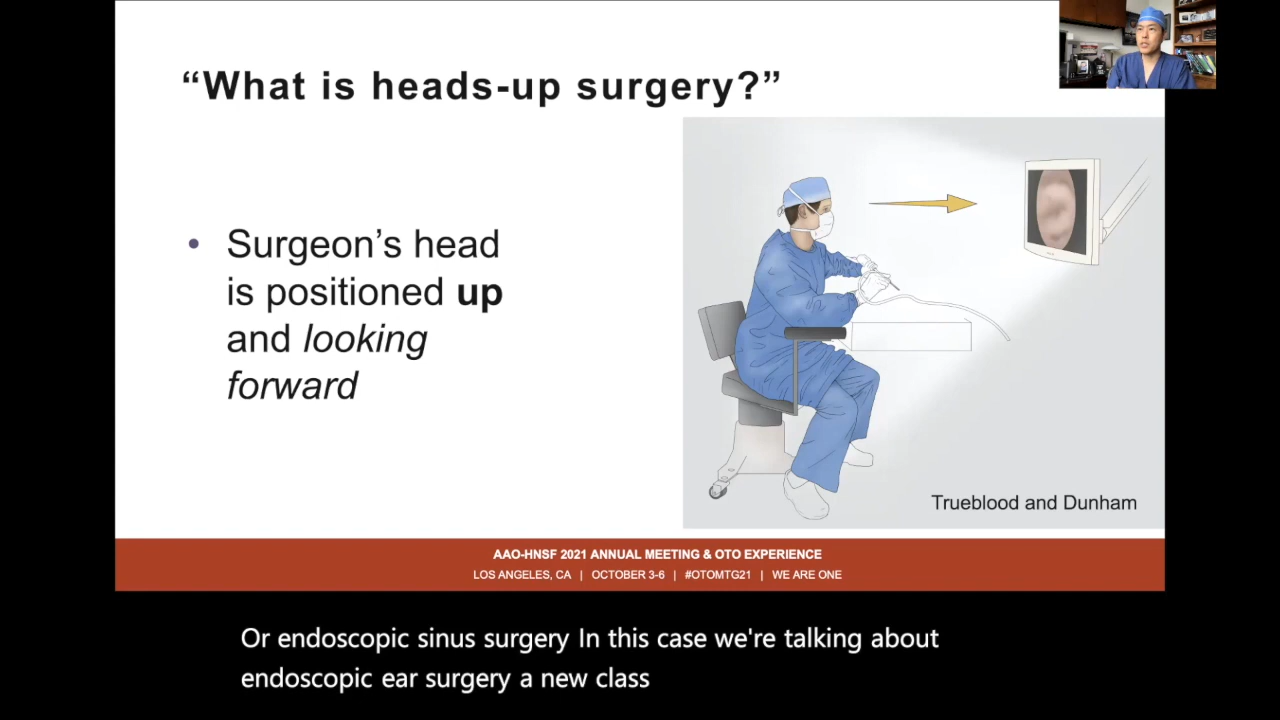 “What is heads-up surgery?”
• Surgeon’s head
is positioned up
and looking
forward
Trueblood and Dunham
AAO-HNSF 2021 ANNUAL MEETING & OTO EXPERIENCE
LOS ANGELES, CA | OCTOBER 3-6 | #OTOMTG21 | WE ARE ONE
Or endoscopic sinus surgery In this case we're talking about
endoscopic ear surgery a new class